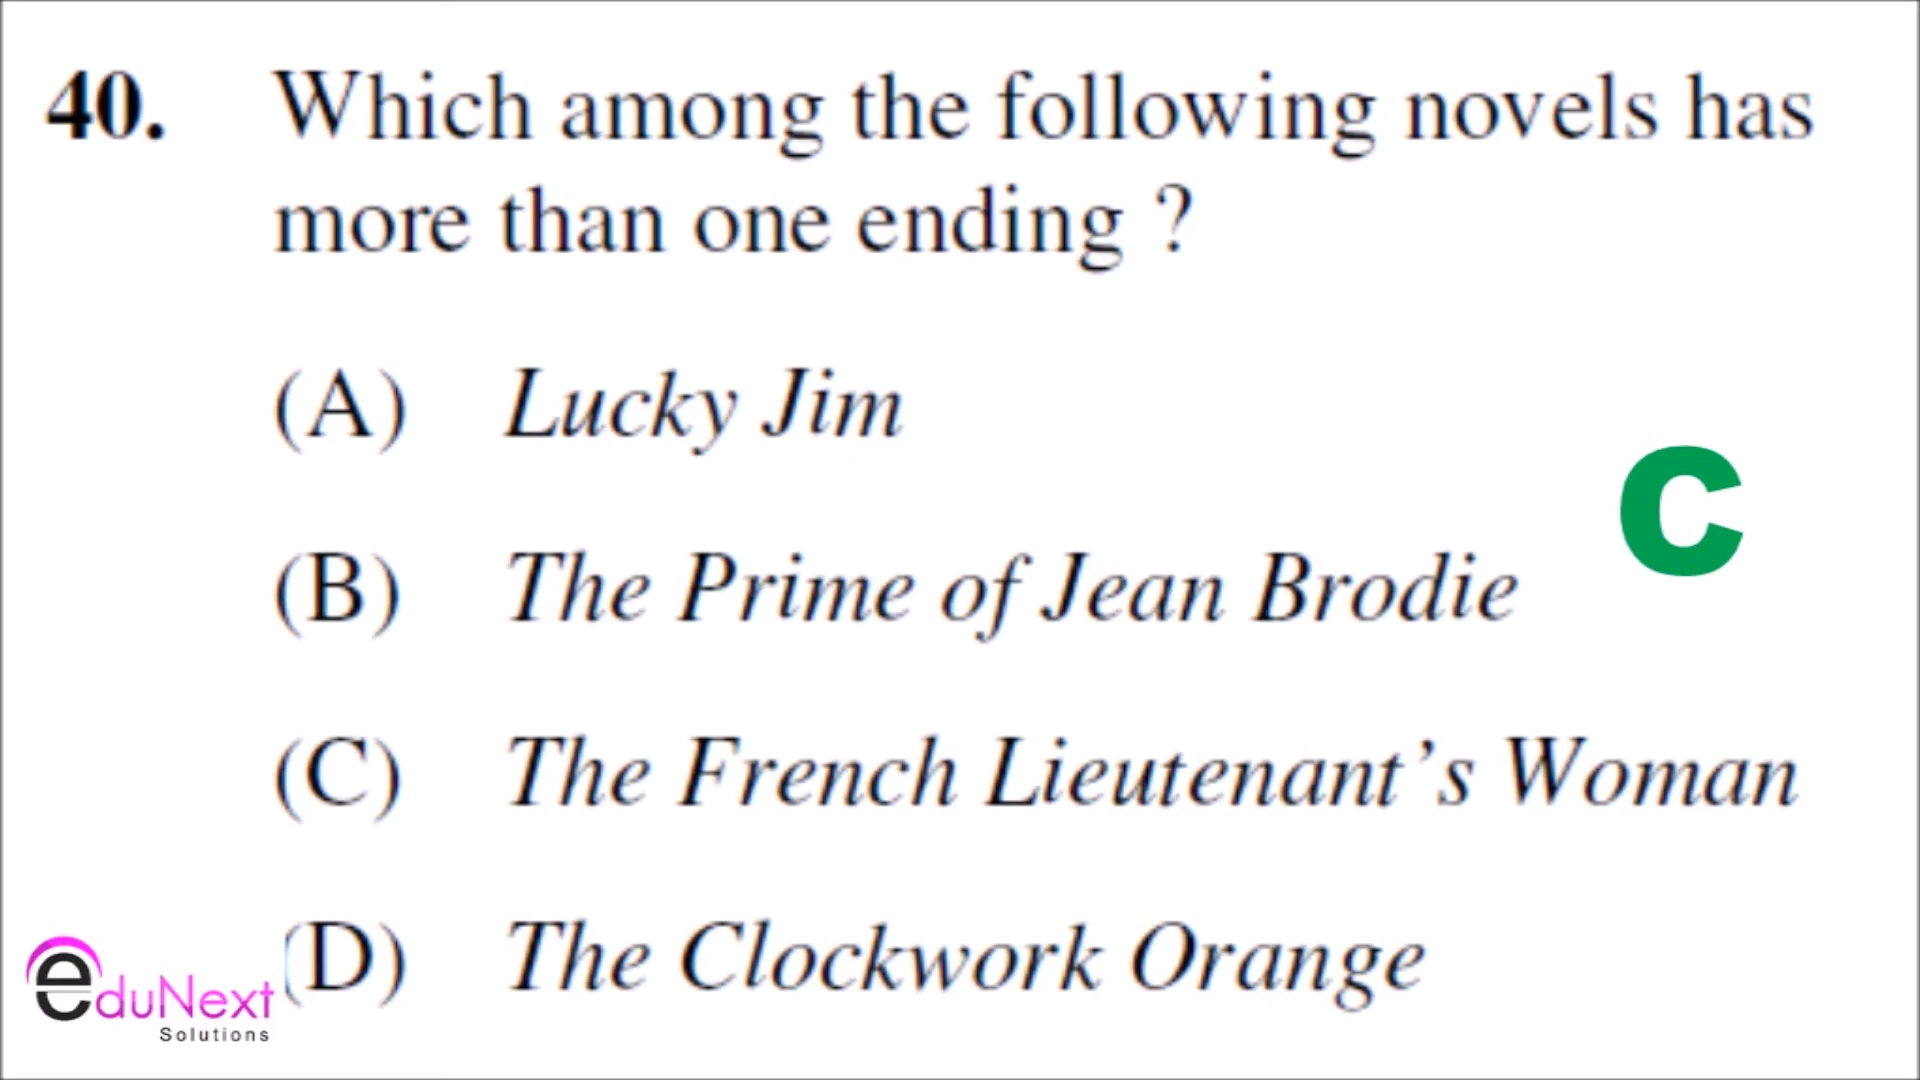 40. Which among the following novels has
more than one ending ?
(A) Lucky Jim
C
(B) The Prime of Jean Brodie
(C) The French Lieutenant’s Woman
(D) The Clockwork Orange
eduNext
Solutions